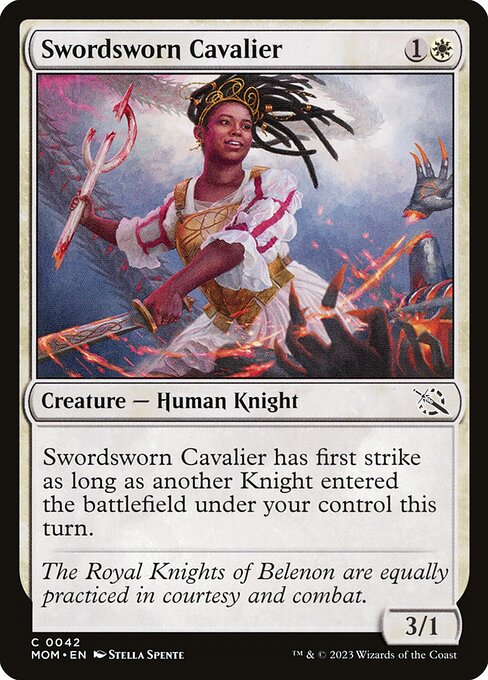 Swordsworn Cavalier 1
Creature — Human Knight
Swordsworn Cavalier has first strike
as long as another Knight entered
the battlefield under your control this
turn.
The Royal Knights of Belenon are equally
practiced in courtesy and combat.
3/1
C 0042
MOM • EN Stella Spente ™ & © 2023 Wizards of the Coast